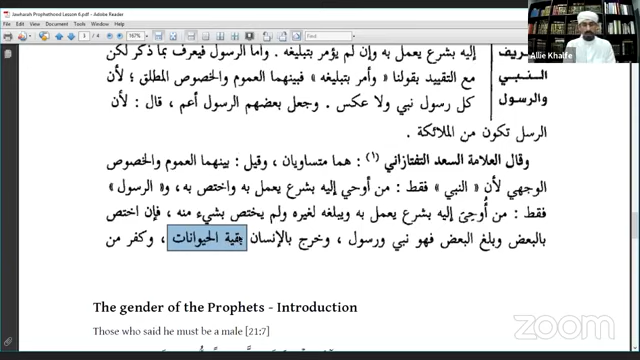 Jawharah Prophethood Lesson 6.pdf - Adobe Reader
File Edit View Document Tools Window Help
3 / 4 167% Find
Allie Khalfe
إليه بشرع يعمل به وإن لم يؤمر بتبليغه . وأما الرسول فيعرف بما ذكر لكن
مع التقييد بقولنا « وأمر بتبليغه » فبينهما العموم والخصوص المطلق ؛ لأن
كل رسول نبي ولا عكس . وجعل بعضهم الرسول أعم ، قال : لأن
الرسل تكون من الملائكة .
تعريف
النبي
والرسول
وقال العلامة السعد التفتازاني (١) : هما متساويان ، وقيل : بينهما العموم والخصوص
الوجهي لأن « النبي » فقط : من أوحي إليه بشرع يعمل به واختص به ، و« الرسول »
فقط : من أُوحِيَ إليه بشرع يعمل به ويبلغه لغيره ولم يختص بشيء منه ، فإن اختص
بالبعض وبلغ البعض فهو نبي ورسول ، وخرج بالإنسان بقية الحيوانات ، وكفر من
The gender of the Prophets - Introduction
Those who said he must be a male [21:7]
zoom